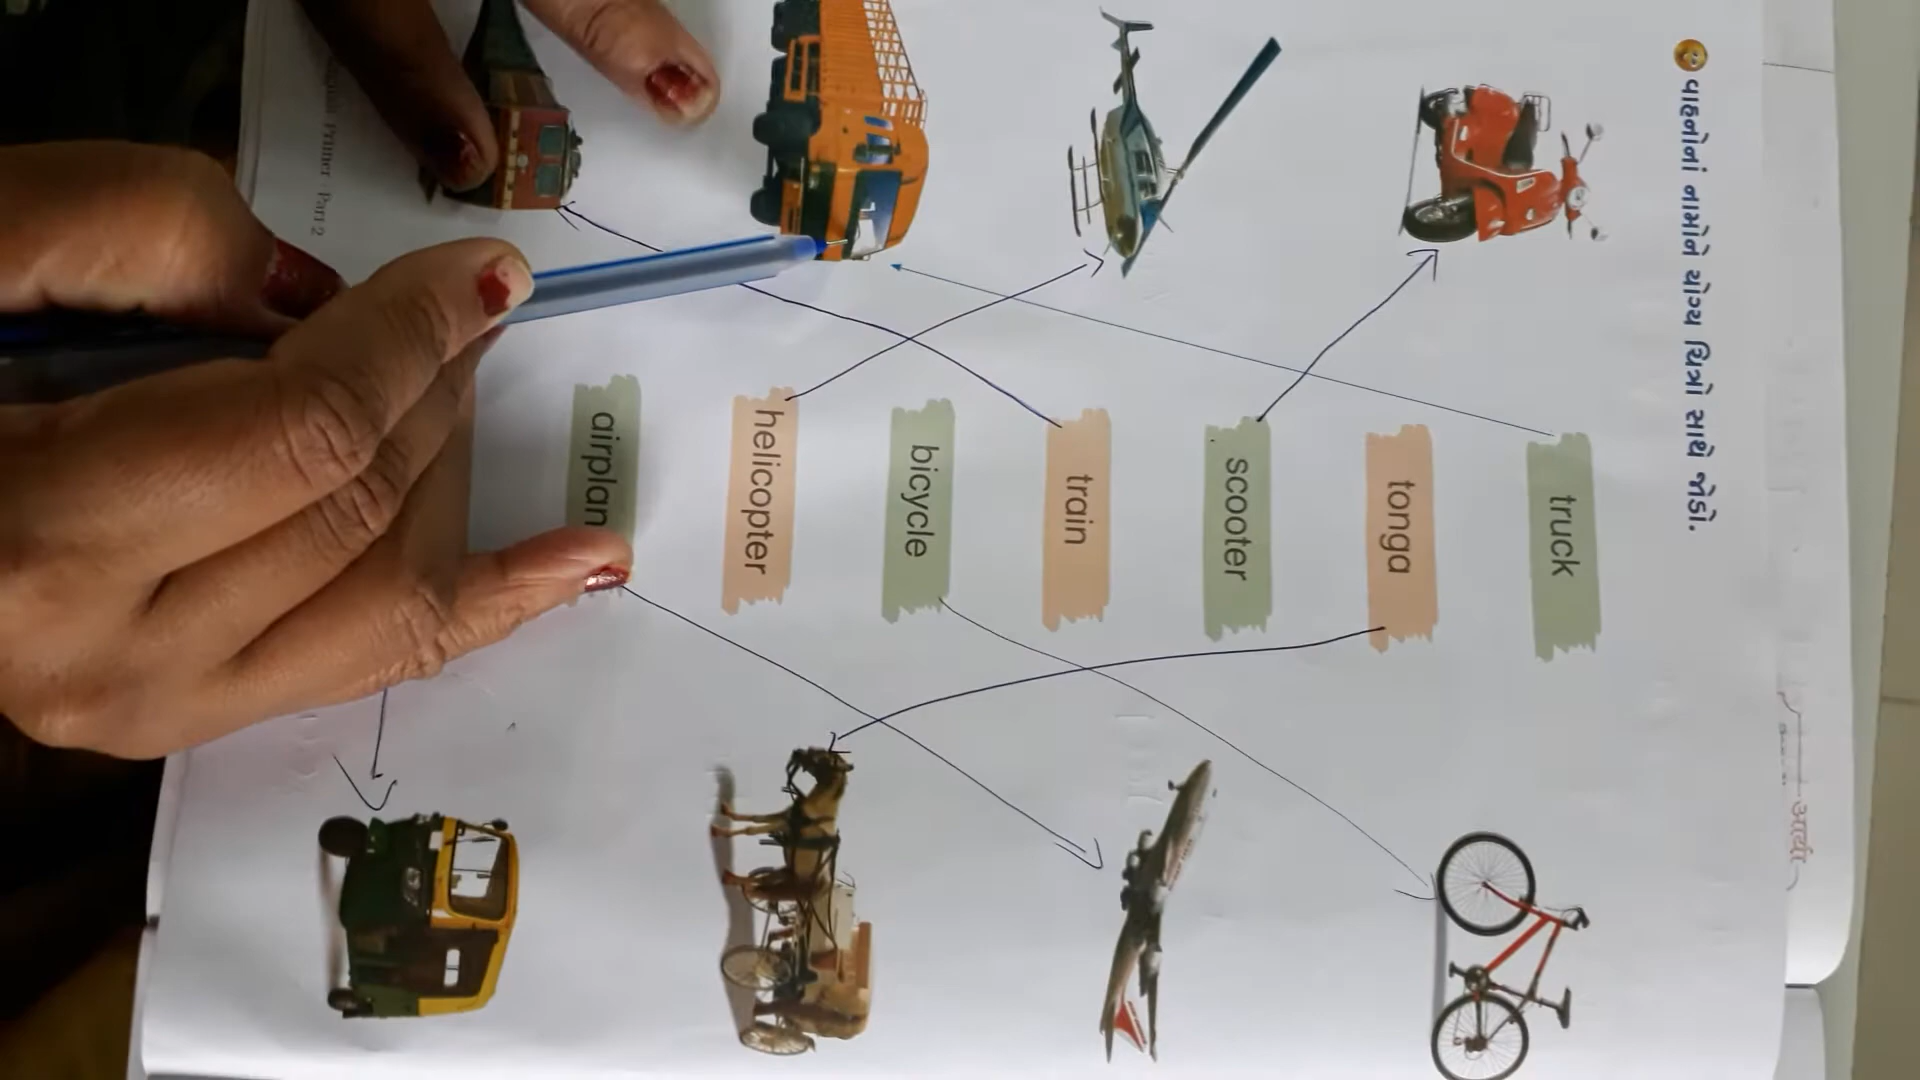 વાહનોનાં નામોને યોગ્ય ચિત્રો સાથે જોડો.
truck
tonga
scooter
train
bicycle
helicopter
airplan
Primer : Part 2